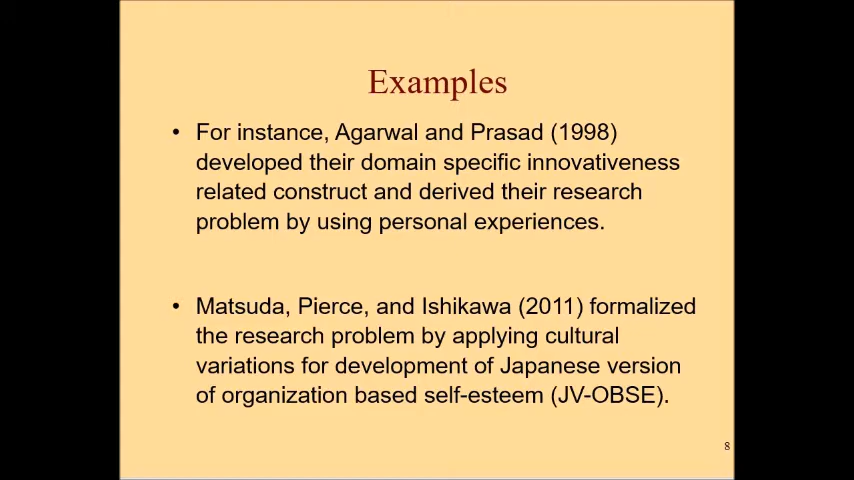 Examples
• For instance, Agarwal and Prasad (1998)
developed their domain specific innovativeness
related construct and derived their research
problem by using personal experiences.
• Matsuda, Pierce, and Ishikawa (2011) formalized
the research problem by applying cultural
variations for development of Japanese version
of organization based self-esteem (JV-OBSE).
8